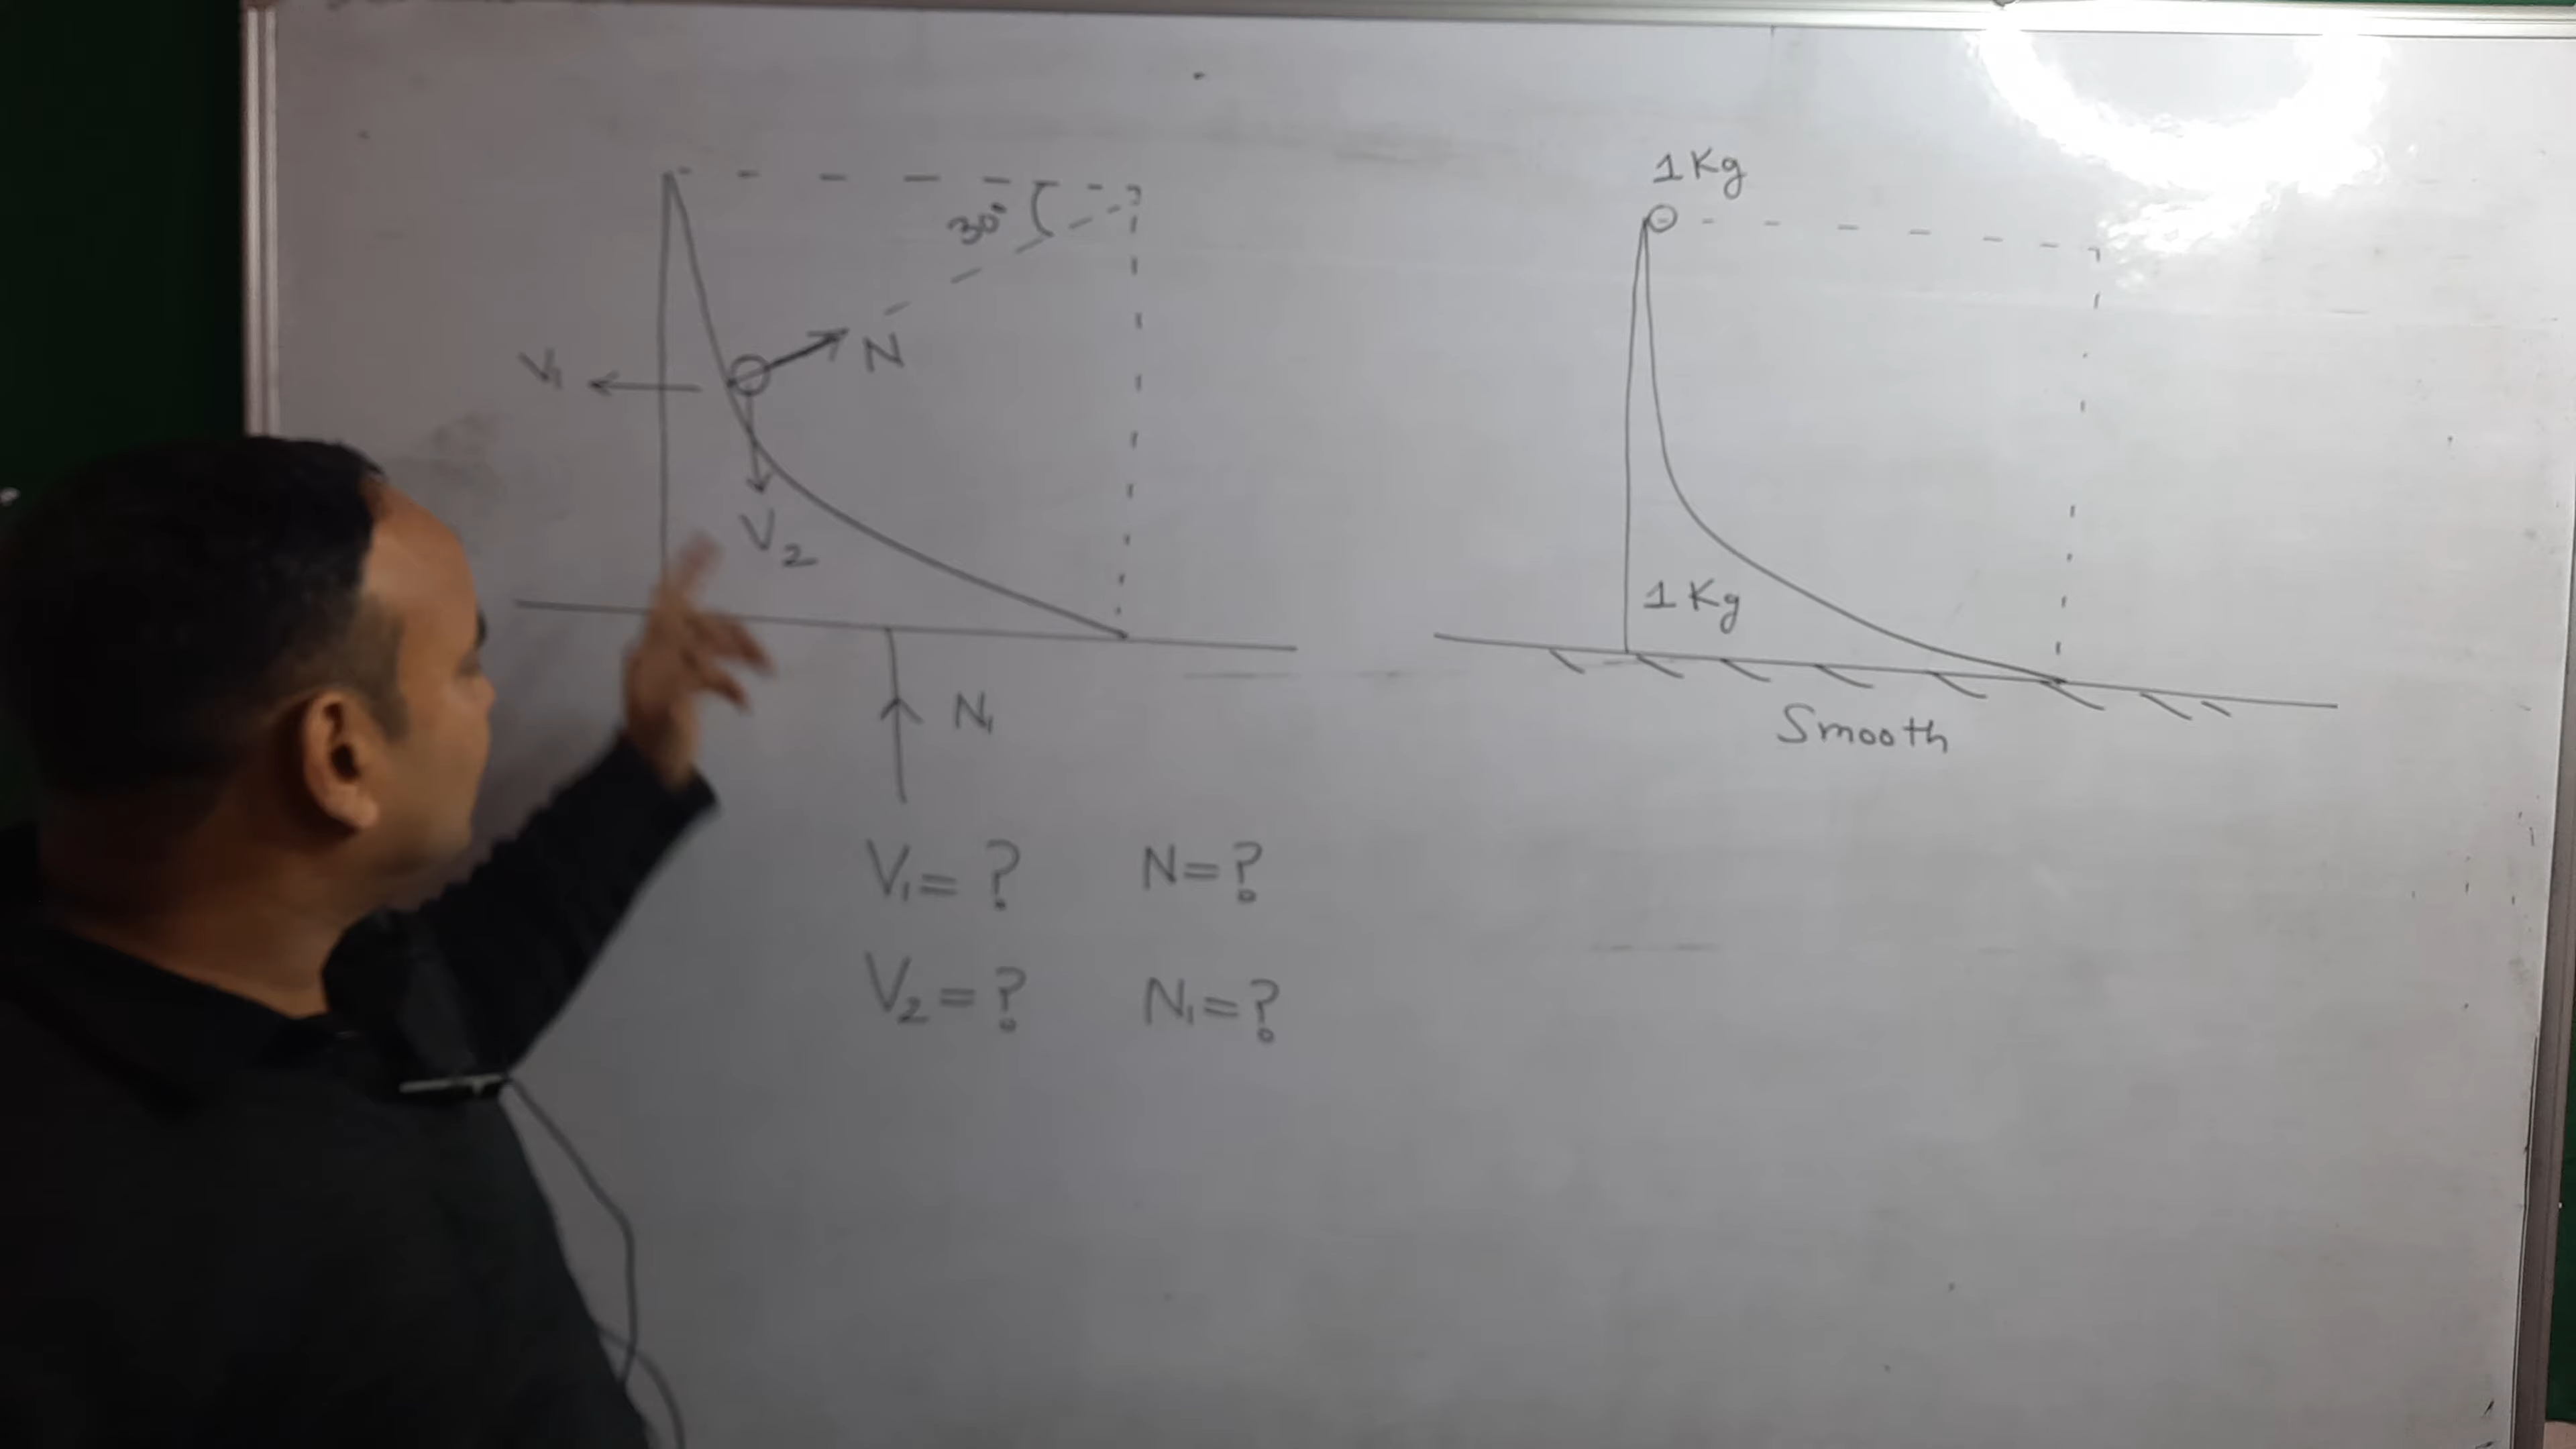 1 Kg
30°
N
V₁
V₂
1 Kg
N₁
Smooth
V₁ = ? N = ?
V₂ = ? N₁ = ?